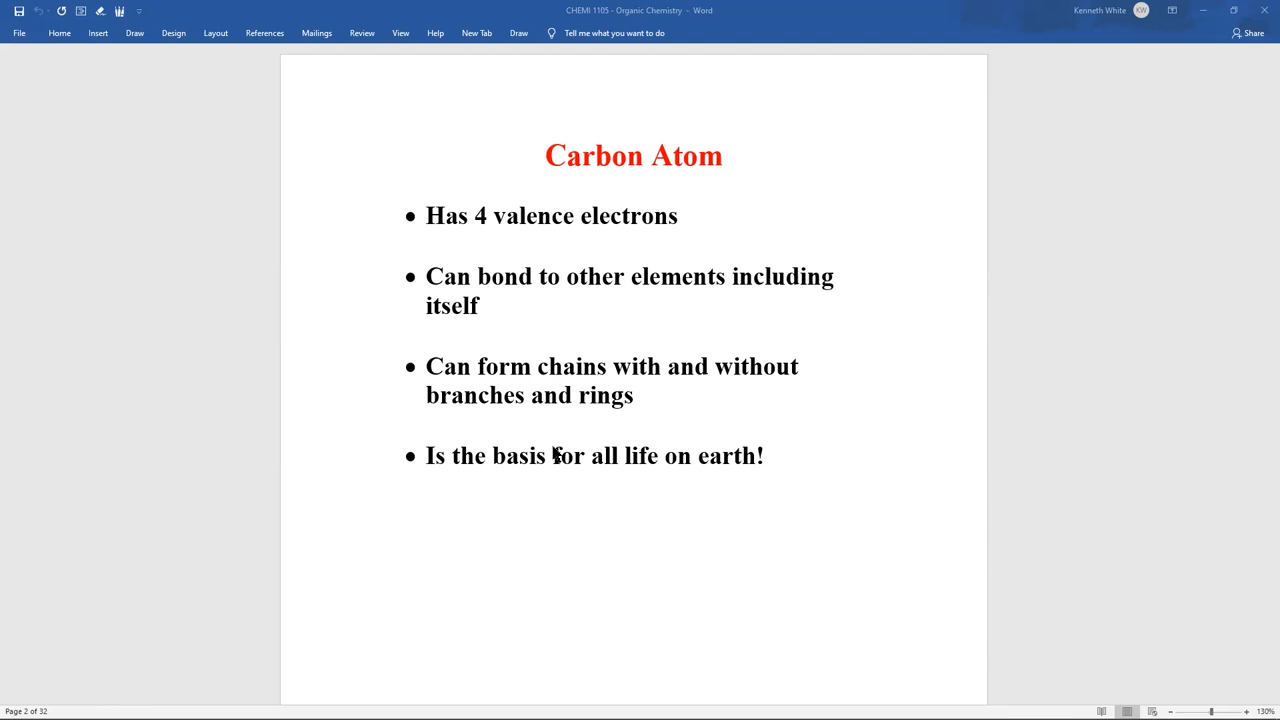 CHEMI 1105 - Organic Chemistry - Word
Kenneth White
KW
File Home Insert Draw Design Layout References Mailings Review View Help New Tab Draw Tell me what you want to do Share
Carbon Atom
• Has 4 valence electrons
• Can bond to other elements including
itself
• Can form chains with and without
branches and rings
• Is the basis for all life on earth!
Page 2 of 32
130%